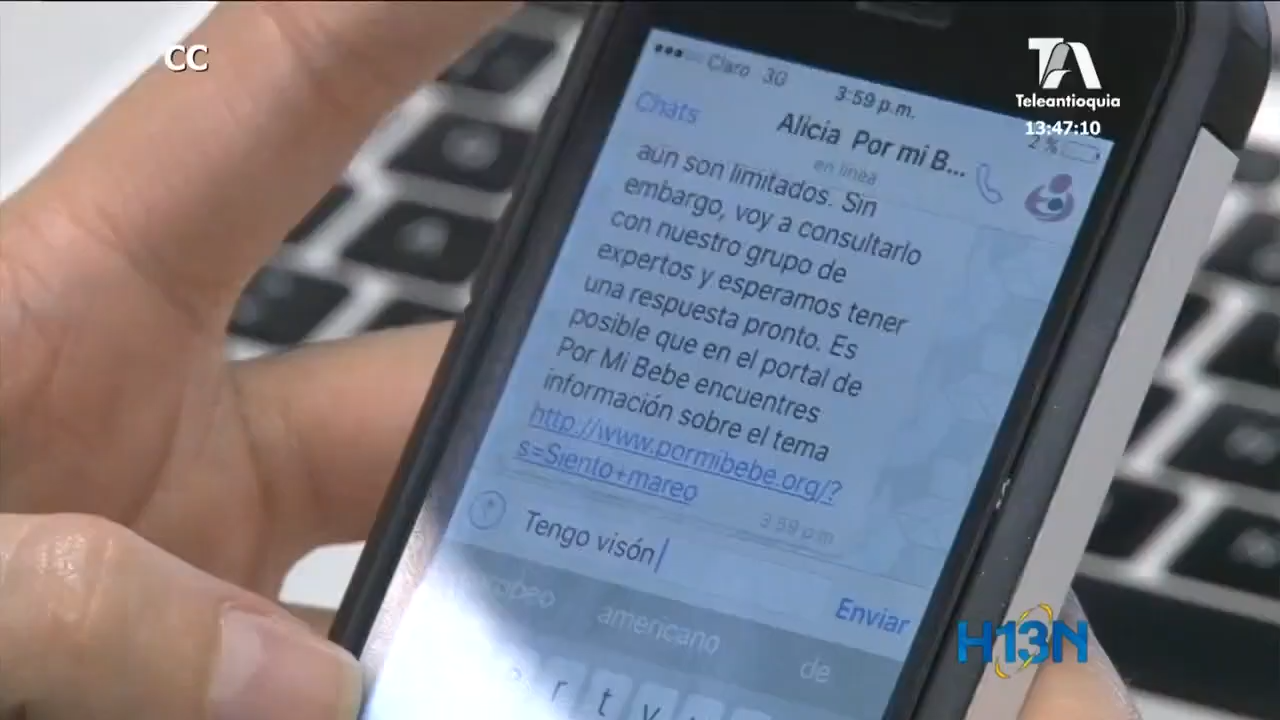 CC
TA
Teleantioquia
13:47:10
Claro 3G
3:59 p.m.
2 %
Chats
Alicia Por mi B...
en línea
aún son limitados. Sin
embargo, voy a consultarlo
con nuestro grupo de
expertos y esperamos tener
una respuesta pronto. Es
posible que en el portal de
Por Mi Bebe encuentres
información sobre el tema
http://www.pormibebe.org/?
s=Siento+mareo
3:59 p.m.
Tengo visón
Enviar
americano
de
r t y
H13N